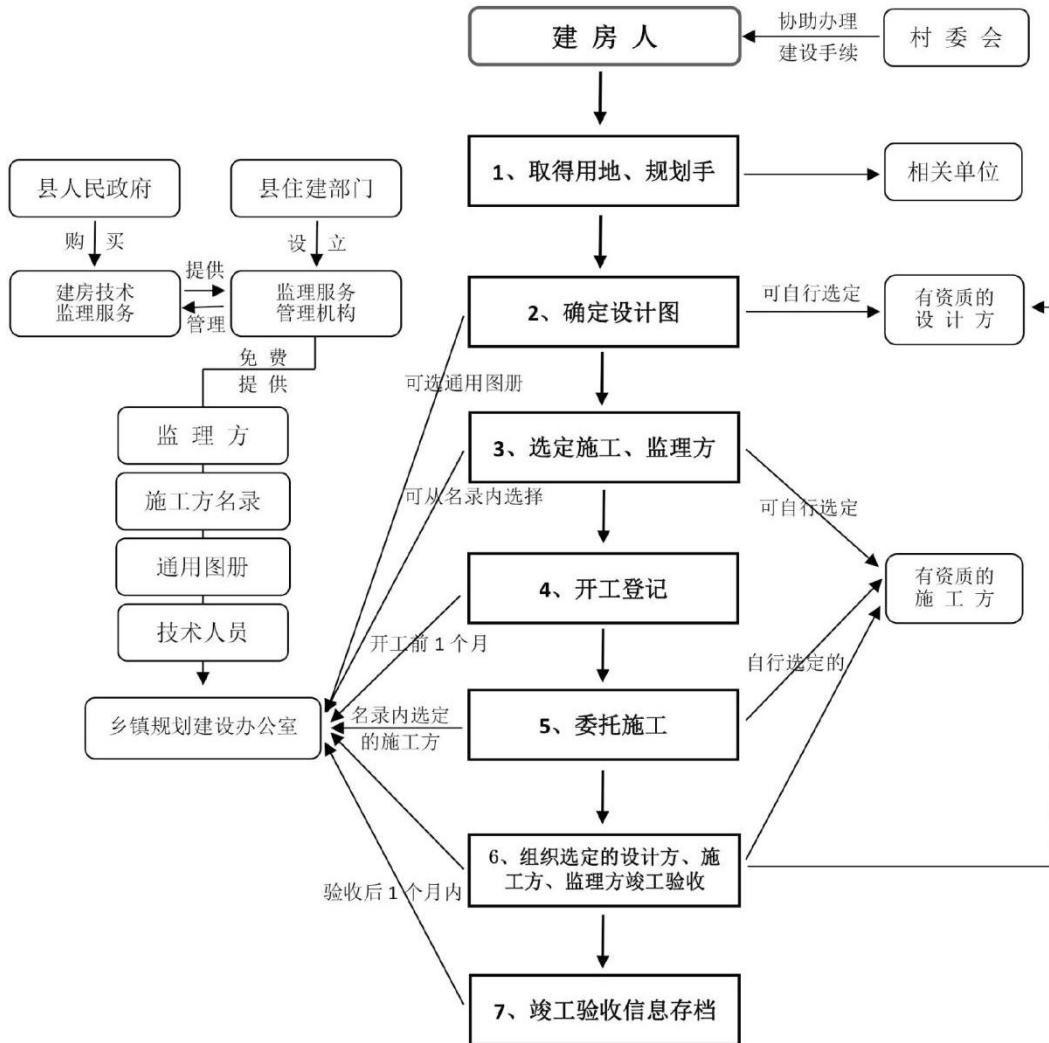 建 房 人
协助办理
建设手续
村 委 会
1、取得用地、规划手
相关单位
县人民政府
县住建部门
购 买
设 立
建房技术
监理服务
提供
管理
监理服务
管理机构
2、确定设计图
可自行选定
有资质的
设 计 方
免 费
提 供
可选通用图册
监 理 方
3、选定施工、监理方
施工方名录
可从名录内选择
可自行选定
通用图册
4、开工登记
有资质的
施 工 方
技术人员
开工前 1 个月
自行选定的
乡镇规划建设办公室
名录内选定
的施工方
5、委托施工
6、组织选定的设计方、施
工方、监理方竣工验收
验收后 1 个月内
7、竣工验收信息存档